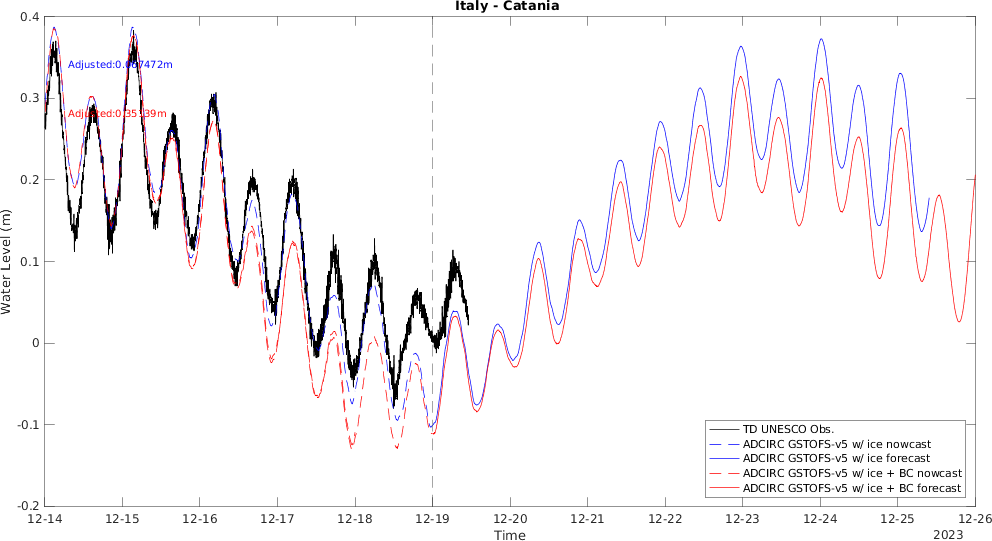 Italy - Catania
Water Level (m)
0.4
0.3
0.2
0.1
0
-0.1
-0.2
Adjusted:
Adjusted:
TD UNESCO Obs.
ADCIRC GSTOFS-v5 w/ ice nowcast
ADCIRC GSTOFS-v5 w/ ice forecast
ADCIRC GSTOFS-v5 w/ ice + BC nowcast
ADCIRC GSTOFS-v5 w/ ice + BC forecast
12-14 12-15 12-16 12-17 12-18 12-19 12-20 12-21 12-22 12-23 12-24 12-25 12-26
Time
2023